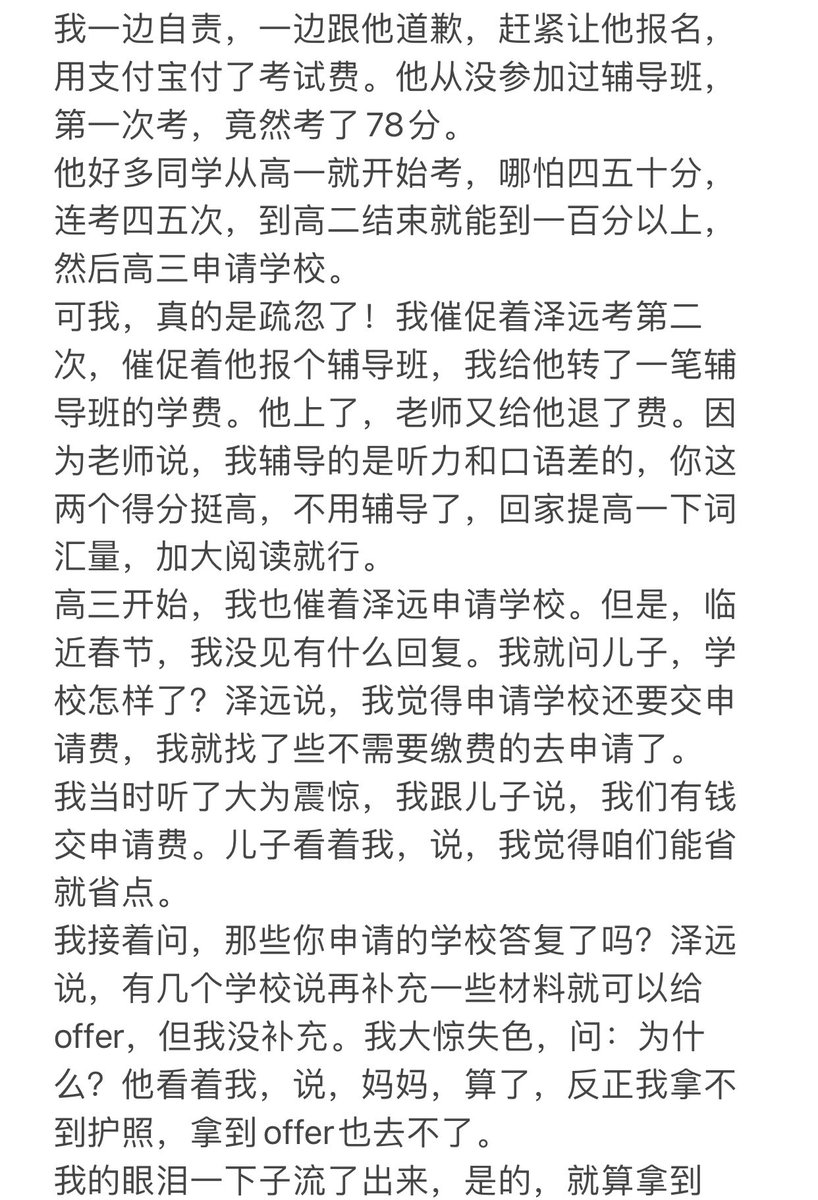 我一边自责，一边跟他道歉，赶紧让他报名，
用支付宝付了考试费。他从没参加过辅导班，
第一次考，竟然考了78分。
他好多同学从高一就开始考，哪怕四五十分，
连考四五次，到高二结束就能到一百分以上，
然后高三申请学校。
可我，真的是疏忽了！我催促着泽远考第二
次，催促着他报个辅导班，我给他转了一笔辅
导班的学费。他上了，老师又给他退了费。因
为老师说，我辅导的是听力和口语差的，你这
两个得分挺高，不用辅导了，回家提高一下词
汇量，加大阅读就行。
高三开始，我也催着泽远申请学校。但是，临
近春节，我没见有什么回复。我就问儿子，学
校怎样了？泽远说，我觉得申请学校还要交申
请费，我就找了些不需要缴费的去申请了。
我当时听了大为震惊，我跟儿子说，我们有钱
交申请费。儿子看着我，说，我觉得咱们能省
就省点。
我接着问，那些你申请的学校答复了吗？泽远
说，有几个学校说再补充一些材料就可以给
offer，但我没补充。我大惊失色，问：为什
么？他看着我，说，妈妈，算了，反正我拿不
到护照，拿到offer也去不了。
我的眼泪一下子流了出来，是的，就算拿到